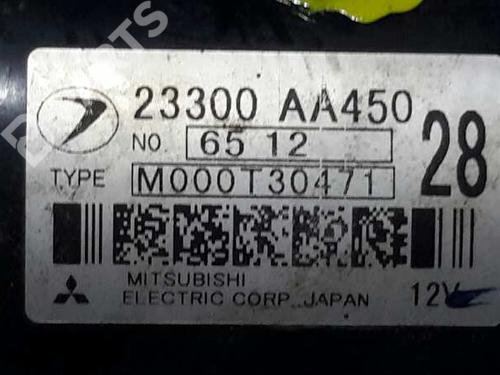 23300 AA450
NO. 65 12
28
TYPE M000T30471
MITSUBISHI
ELECTRIC CORP. JAPAN 12V